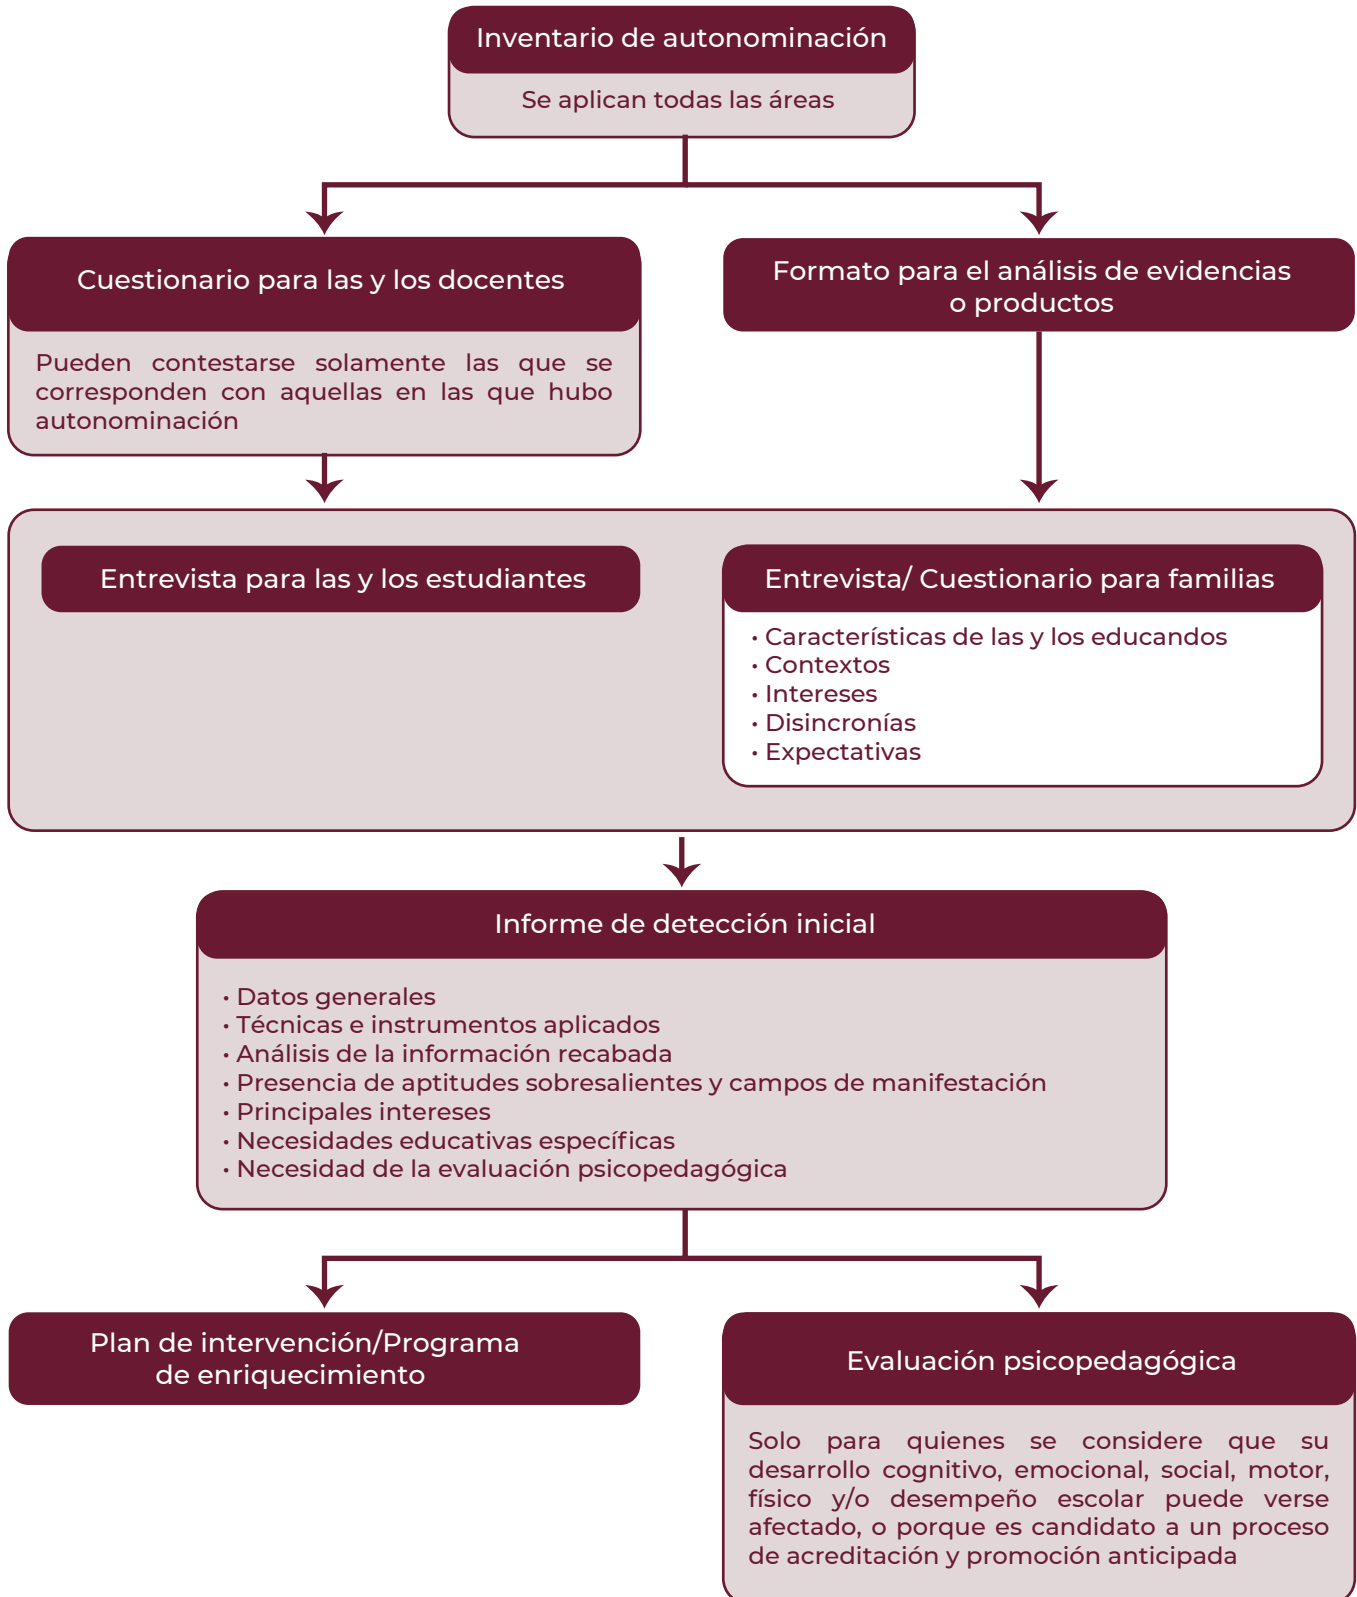 Inventario de autonominación
Se aplican todas las áreas
Cuestionario para las y los docentes
Pueden contestarse solamente las que se
corresponden con aquellas en las que hubo
autonominación
Formato para el análisis de evidencias
o productos
Entrevista para las y los estudiantes
Entrevista/ Cuestionario para familias
• Características de las y los educandos
• Contextos
• Intereses
• Disincronías
• Expectativas
Informe de detección inicial
• Datos generales
• Técnicas e instrumentos aplicados
• Análisis de la información recabada
• Presencia de aptitudes sobresalientes y campos de manifestación
• Principales intereses
• Necesidades educativas específicas
• Necesidad de la evaluación psicopedagógica
Plan de intervención/Programa
de enriquecimiento
Evaluación psicopedagógica
Solo para quienes se considere que su
desarrollo cognitivo, emocional, social, motor,
físico y/o desempeño escolar puede verse
afectado, o porque es candidato a un proceso
de acreditación y promoción anticipada